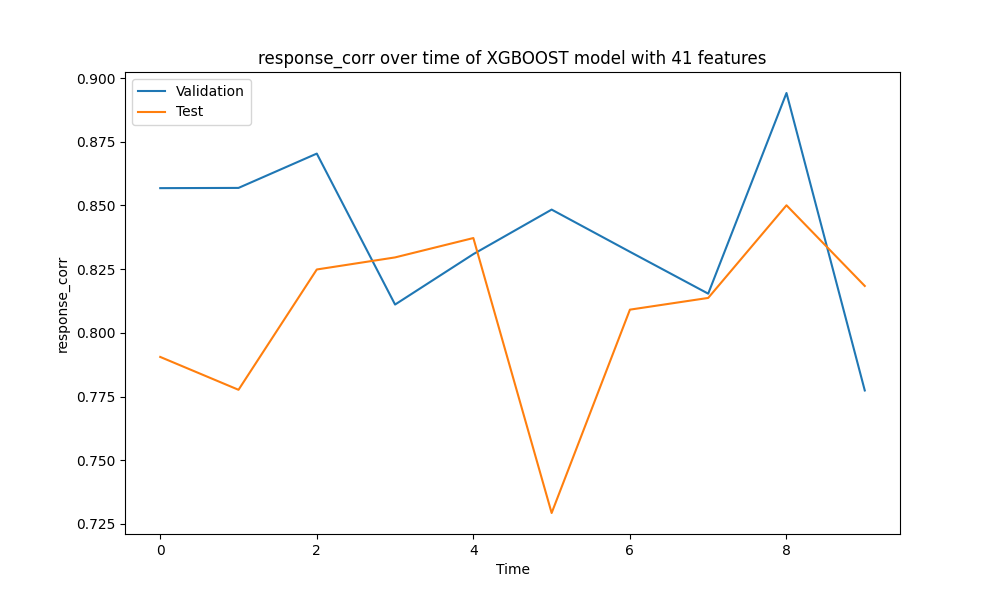 response_corr over time of XGBOOST model with 41 features
Validation
Test
0.900
0.875
0.850
0.825
0.800
0.775
0.750
0.725
response_corr
0 2 4 6 8
Time